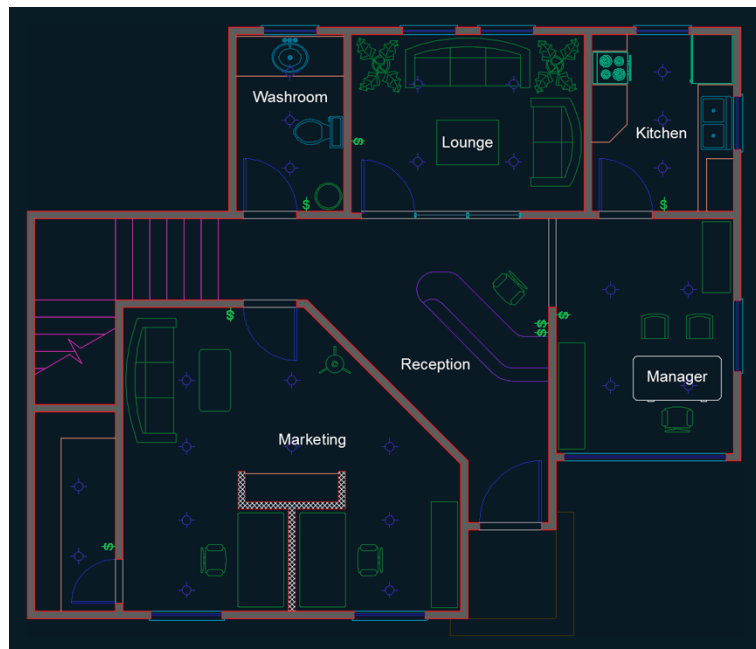 Washroom
Lounge
Kitchen
$
$
$
$
$
$
$
$
Reception
Manager
Marketing